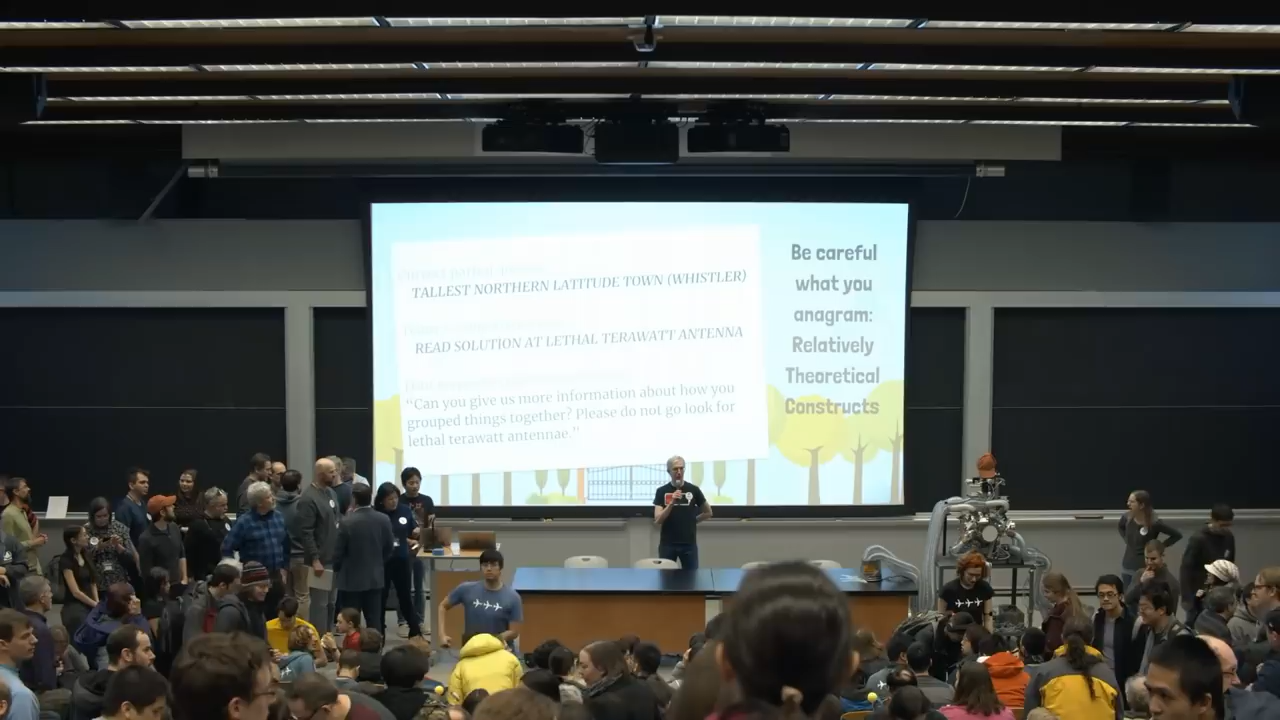 TALLEST NORTHERN LATITUDE TOWN (WHISTLER)
READ SOLUTION AT LETHAL TERAWATT ANTENNA
“Can you give us more information about how you
grouped things together? Please do not go look for
lethal terawatt antennae.”
Be careful
what you
anagram:
Relatively
Theoretical
Constructs